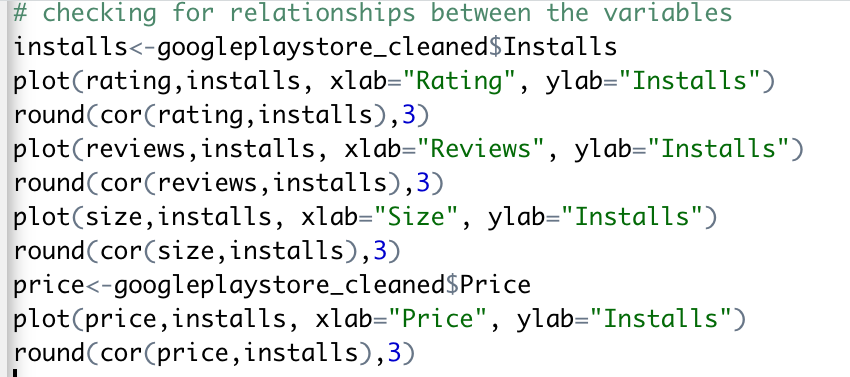 # checking for relationships between the variables
installs<-googleplaystore_cleaned$Installs
plot(rating,installs, xlab="Rating", ylab="Installs")
round(cor(rating,installs),3)
plot(reviews,installs, xlab="Reviews", ylab="Installs")
round(cor(reviews,installs),3)
plot(size,installs, xlab="Size", ylab="Installs")
round(cor(size,installs),3)
price<-googleplaystore_cleaned$Price
plot(price,installs, xlab="Price", ylab="Installs")
round(cor(price,installs),3)